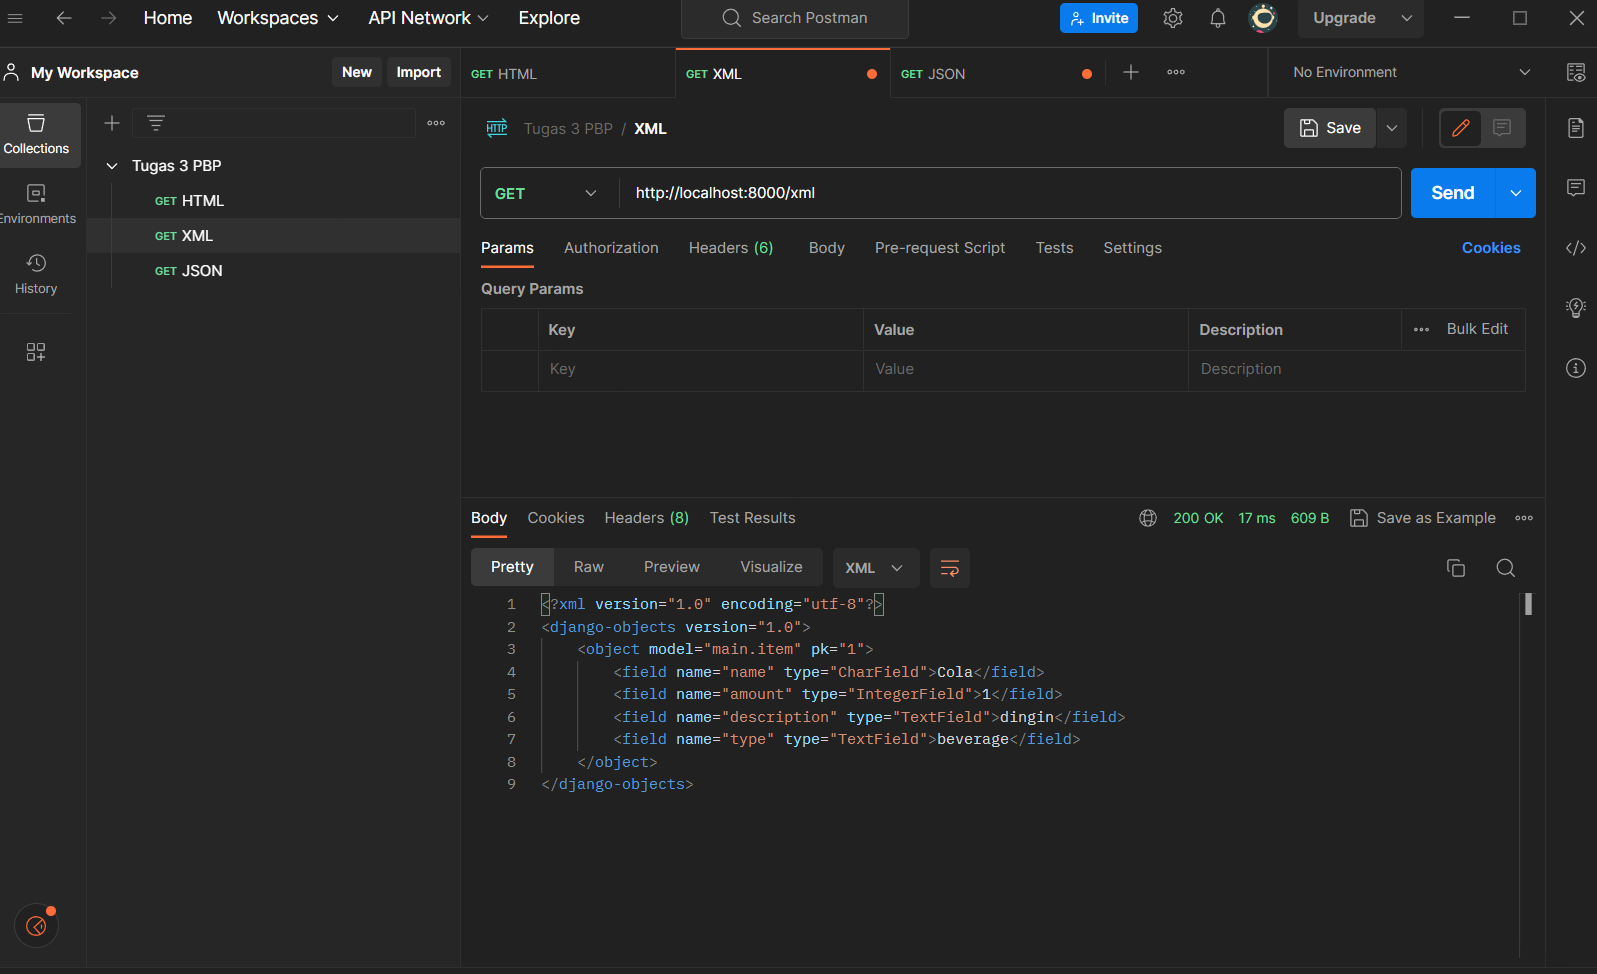 Home Workspaces API Network Explore Search Postman Invite Upgrade
My Workspace New Import GET HTML GET XML GET JSON No Environment
Collections
Environments
History
Tugas 3 PBP
GET HTML
GET XML
GET JSON
HTTP Tugas 3 PBP / XML Save
GET http://localhost:8000/xml Send
Params Authorization Headers (6) Body Pre-request Script Tests Settings Cookies
Query Params
Key Value Description Bulk Edit
Key Value Description
Body Cookies Headers (8) Test Results 200 OK 17 ms 609 B Save as Example
Pretty Raw Preview Visualize XML
1 <?xml version="1.0" encoding="utf-8"?>
2 <django-objects version="1.0">
3 <object model="main.item" pk="1">
4 <field name="name" type="CharField">Cola</field>
5 <field name="amount" type="IntegerField">1</field>
6 <field name="description" type="TextField">dingin</field>
7 <field name="type" type="TextField">beverage</field>
8 </object>
9 </django-objects>